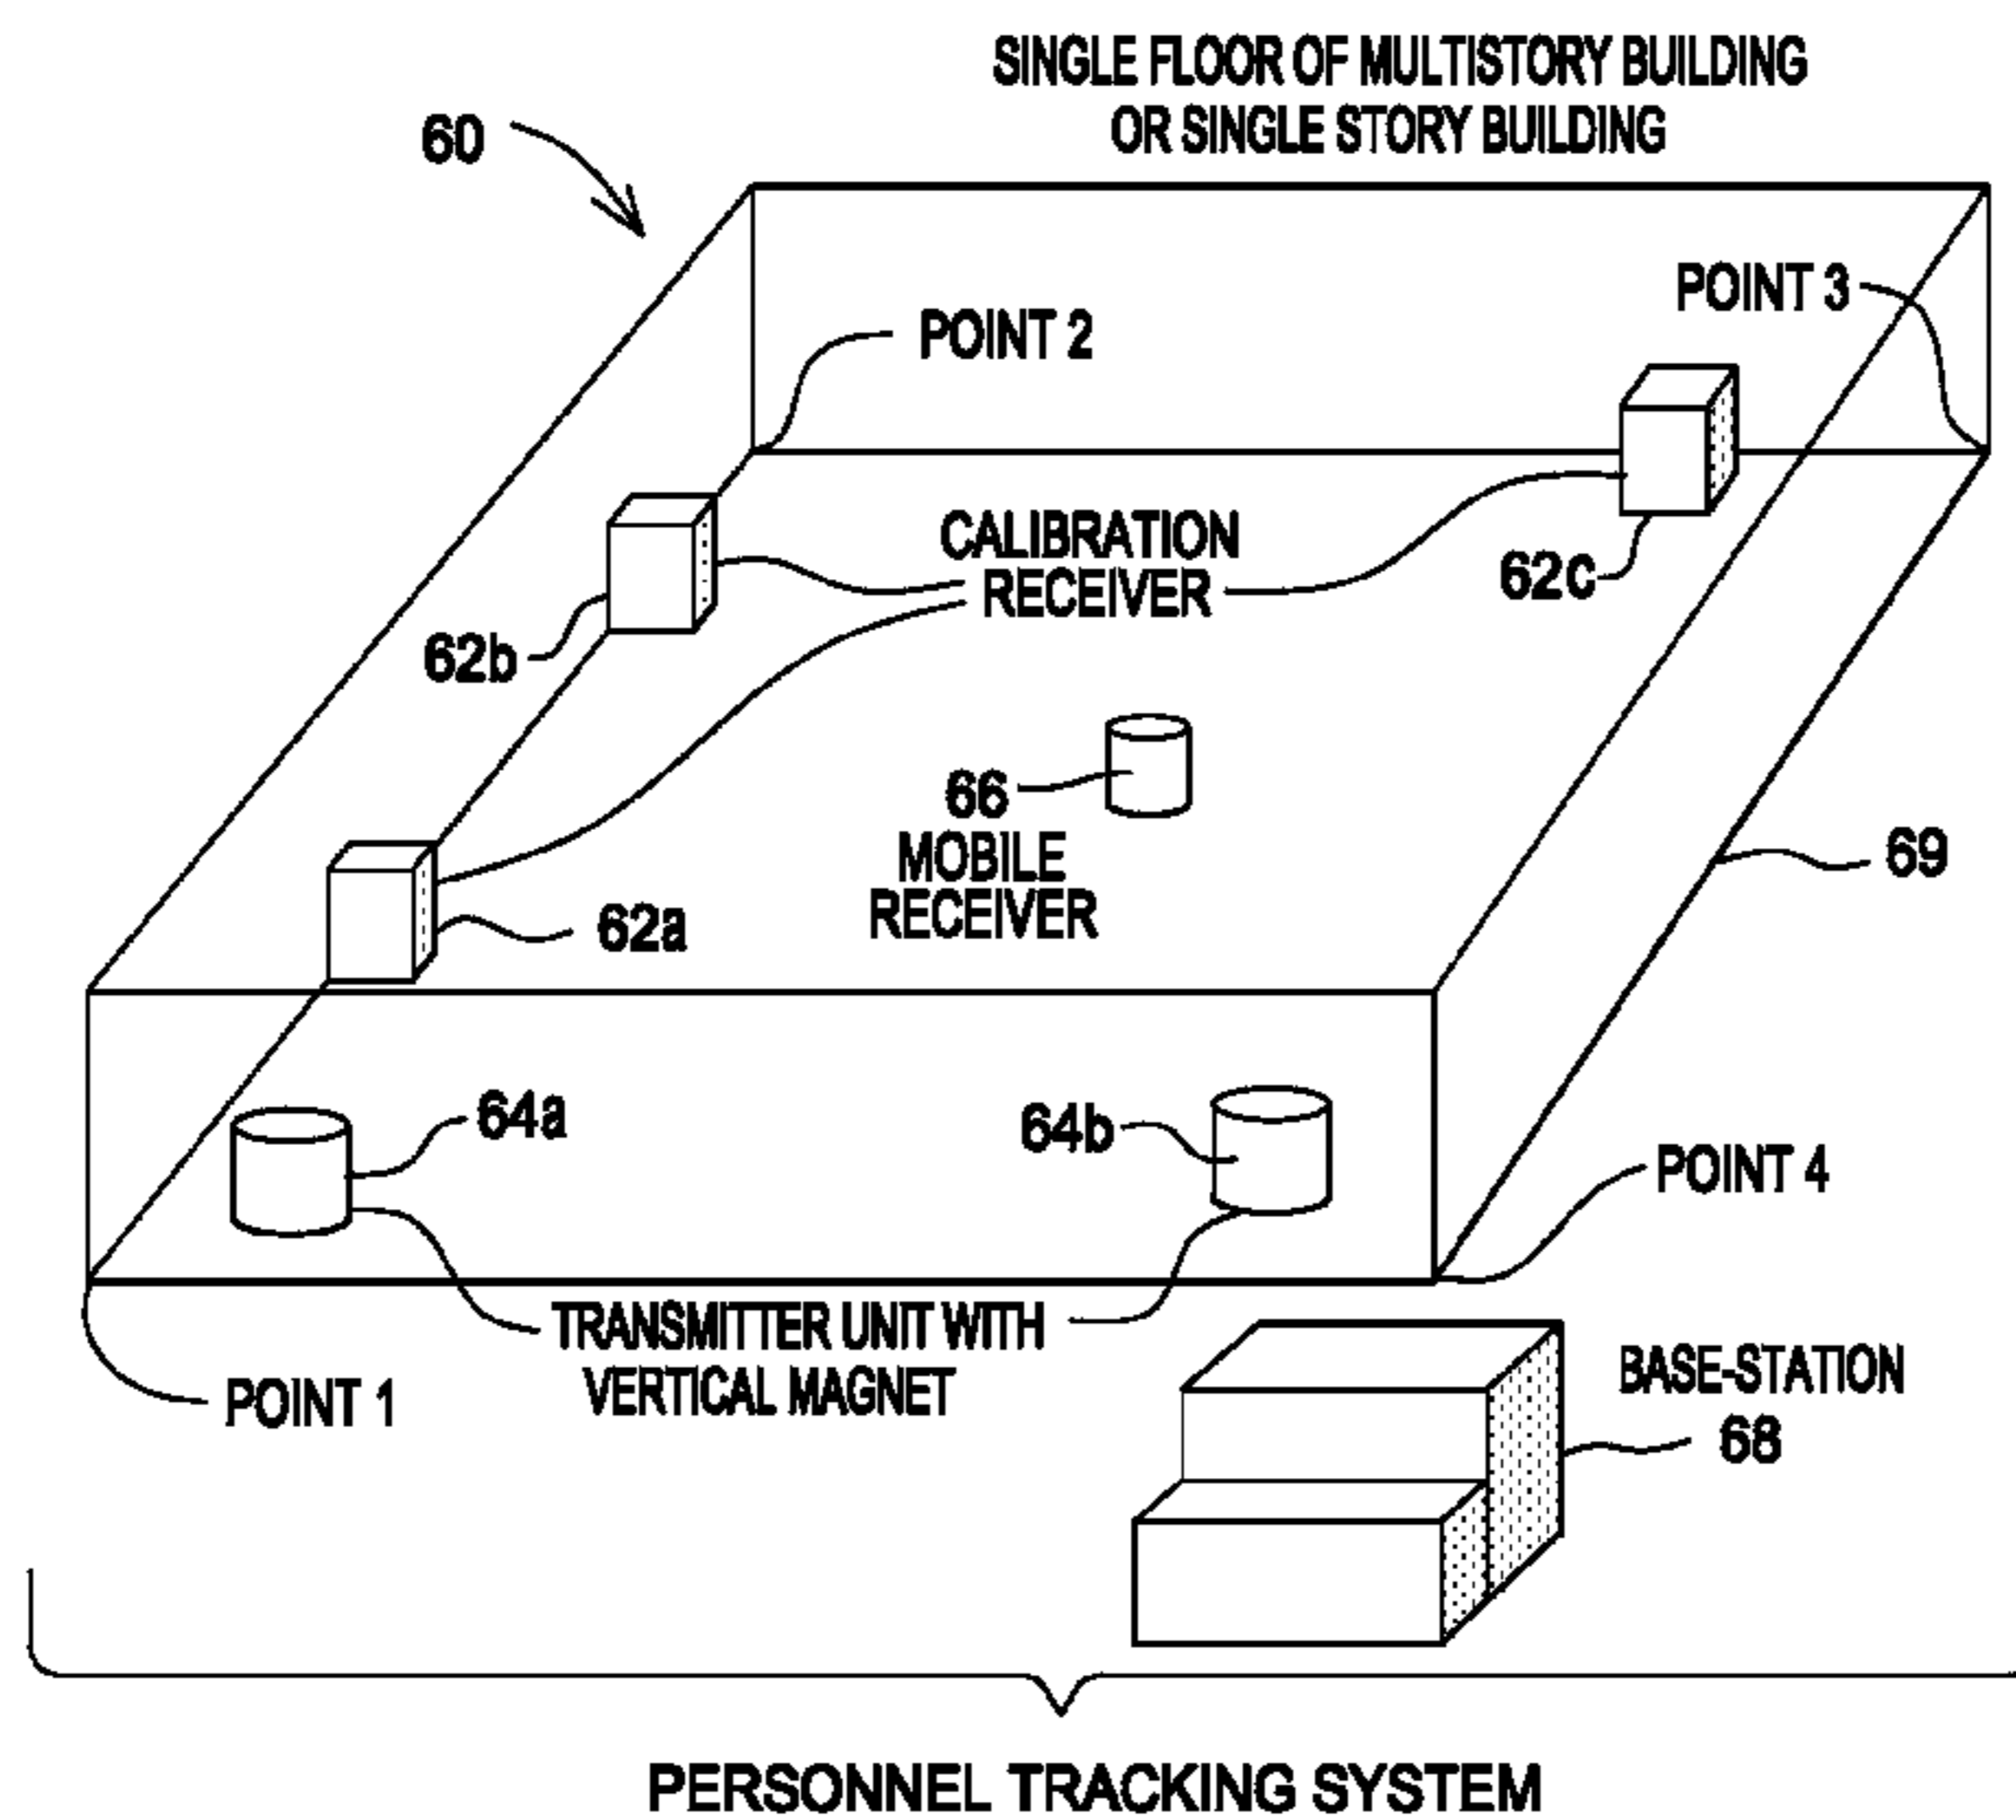 SINGLE FLOOR OF MULTISTORY BUILDING
OR SINGLE STORY BUILDING
60
POINT 3
POINT 2
CALIBRATION
RECEIVER
62c
62b
66
MOBILE
RECEIVER
69
62a
64a
64b
POINT 4
TRANSMITTER UNIT WITH
VERTICAL MAGNET
POINT 1
BASE-STATION
68
PERSONNEL TRACKING SYSTEM